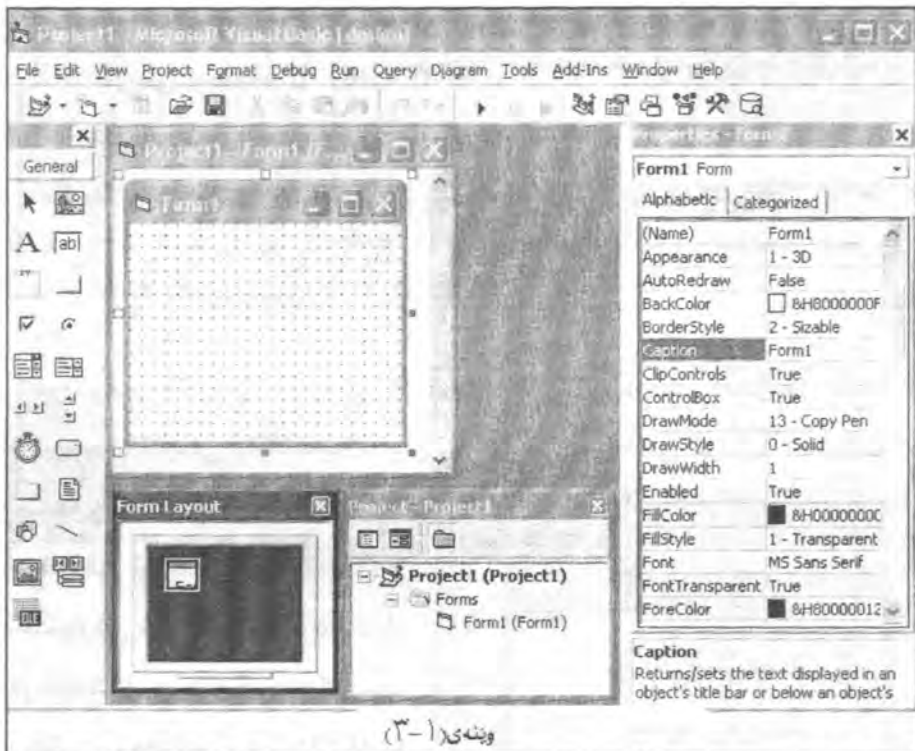 Project1 - Microsoft Visual Basic [design]
File Edit View Project Format Debug Run Query Diagram Tools Add-Ins Window Help
General
A ab|
OLE
Project1 - Form1 (F...
Form1
Form Layout
Project - Project1
Project1 (Project1)
Forms
Form1 (Form1)
Properties - Form1
Form1 Form
Alphabetic Categorized
(Name) Form1
Appearance 1 - 3D
AutoRedraw False
BackColor &H8000000F
BorderStyle 2 - Sizable
Caption Form1
ClipControls True
ControlBox True
DrawMode 13 - Copy Pen
DrawStyle 0 - Solid
DrawWidth 1
Enabled True
FillColor &H00000000
FillStyle 1 - Transparent
Font MS Sans Serif
FontTransparent True
ForeColor &H80000012
Caption
Returns/sets the text displayed in an
object's title bar or below an object's
وێنەی(١-٣)